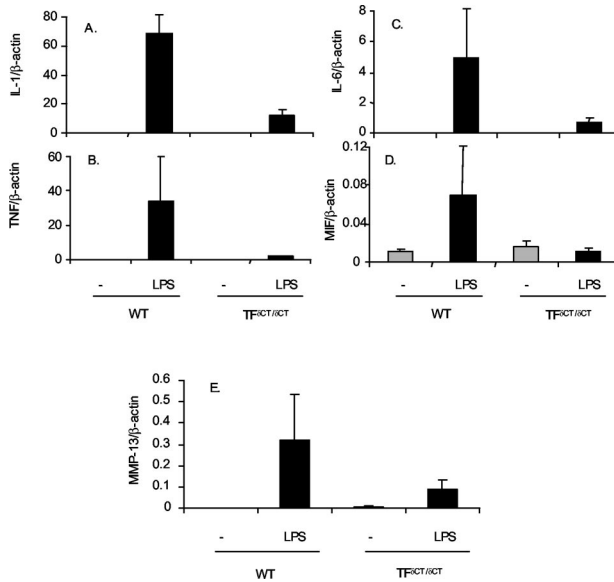 A.
IL-1/β-actin
80
60
40
20
0
B.
TNF/β-actin
60
40
20
0
- LPS - LPS
WT TFδCT/δCT
C.
IL-6/β-actin
8
6
4
2
0
D.
MIF/β-actin
0.12
0.08
0.04
0
- LPS - LPS
WT TFδCT/δCT
E.
MMP-13/β-actin
0.6
0.5
0.4
0.3
0.2
0.1
0
- LPS - LPS
WT TFδCT/δCT